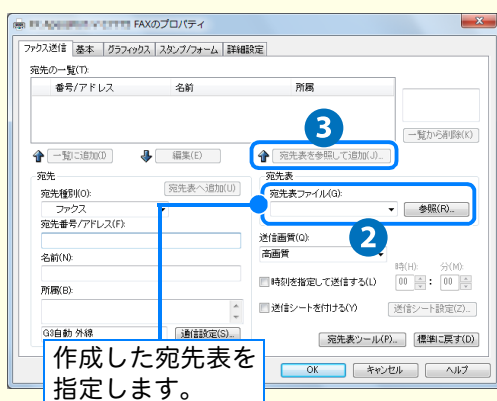 FAXのプロパティ
ファクス送信 基本 グラフィックス スタンプ/フォーム 詳細設定
宛先の一覧(T):
番号/アドレス 名前 所属
3
一覧から削除(K)
一覧に追加(I) 編集(E) 宛先表を参照して追加(J)...
宛先 宛先表
宛先種別(O): 宛先表へ追加(U) 宛先表ファイル(G):
ファクス 参照(R)...
宛先番号/アドレス(F):
送信画質(Q): 2
高画質
名前(N):
時(H): 分(M):
時刻を指定して送信する(L) 00 : 00
所属(B):
送信シートを付ける(Y) 送信シート設定(Z)...
G3自動 外線 通信設定(S)... 宛先表ツール(P)... 標準に戻す(D)
作成した宛先表を
指定します。
OK キャンセル ヘルプ